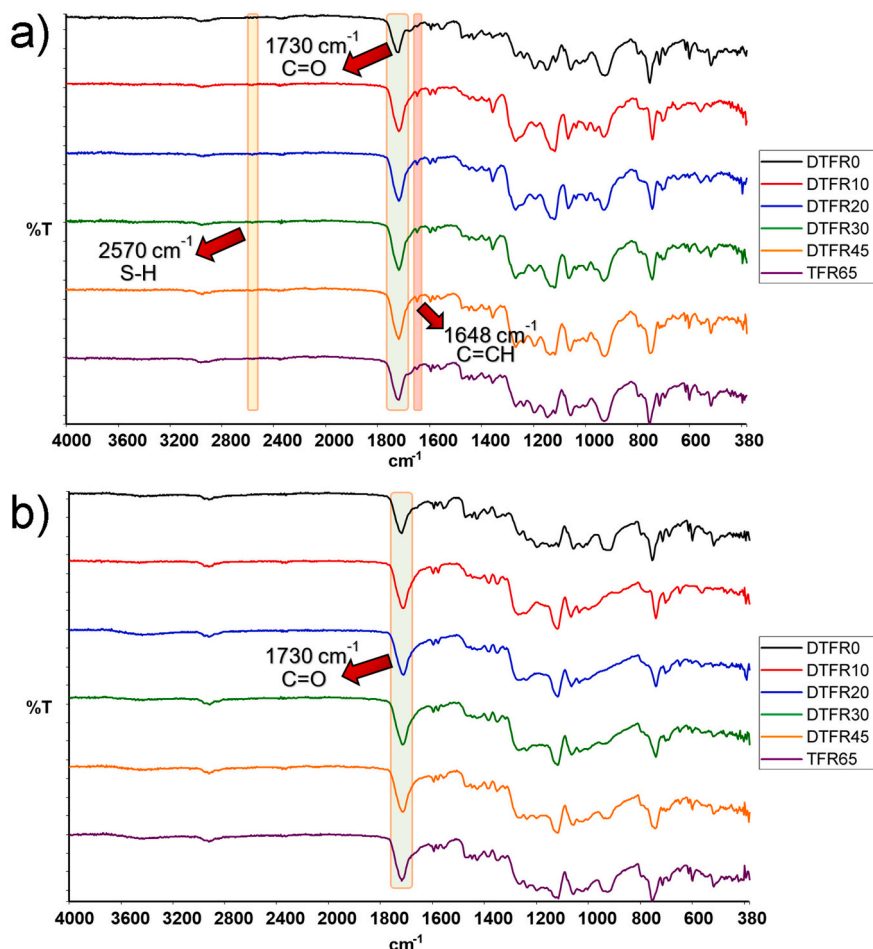 a)
1730 cm⁻¹
C=O
2570 cm⁻¹
S-H
1648 cm⁻¹
C=CH
%T
4000 3600 3200 2800 2400 2000 1800 1600 1400 1200 1000 800 600 380
cm⁻¹
DTFR0
DTFR10
DTFR20
DTFR30
DTFR45
TFR65
b)
1730 cm⁻¹
C=O
%T
4000 3600 3200 2800 2400 2000 1800 1600 1400 1200 1000 800 600 380
cm⁻¹
DTFR0
DTFR10
DTFR20
DTFR30
DTFR45
TFR65